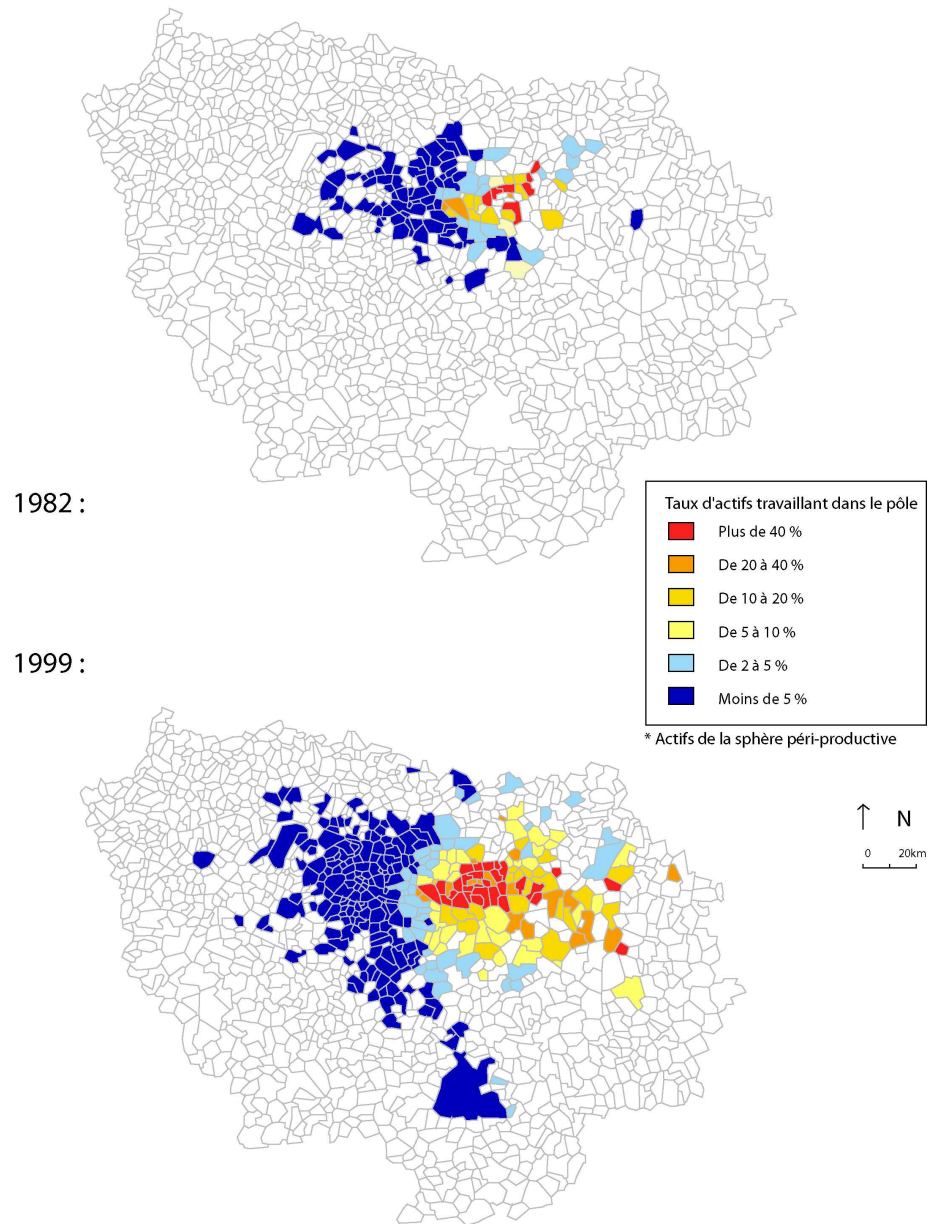 1982 :
Taux d'actifs travaillant dans le pôle
Plus de 40 %
De 20 à 40 %
De 10 à 20 %
De 5 à 10 %
De 2 à 5 %
Moins de 5 %
1999 :
* Actifs de la sphère péri-productive
N
0 20km